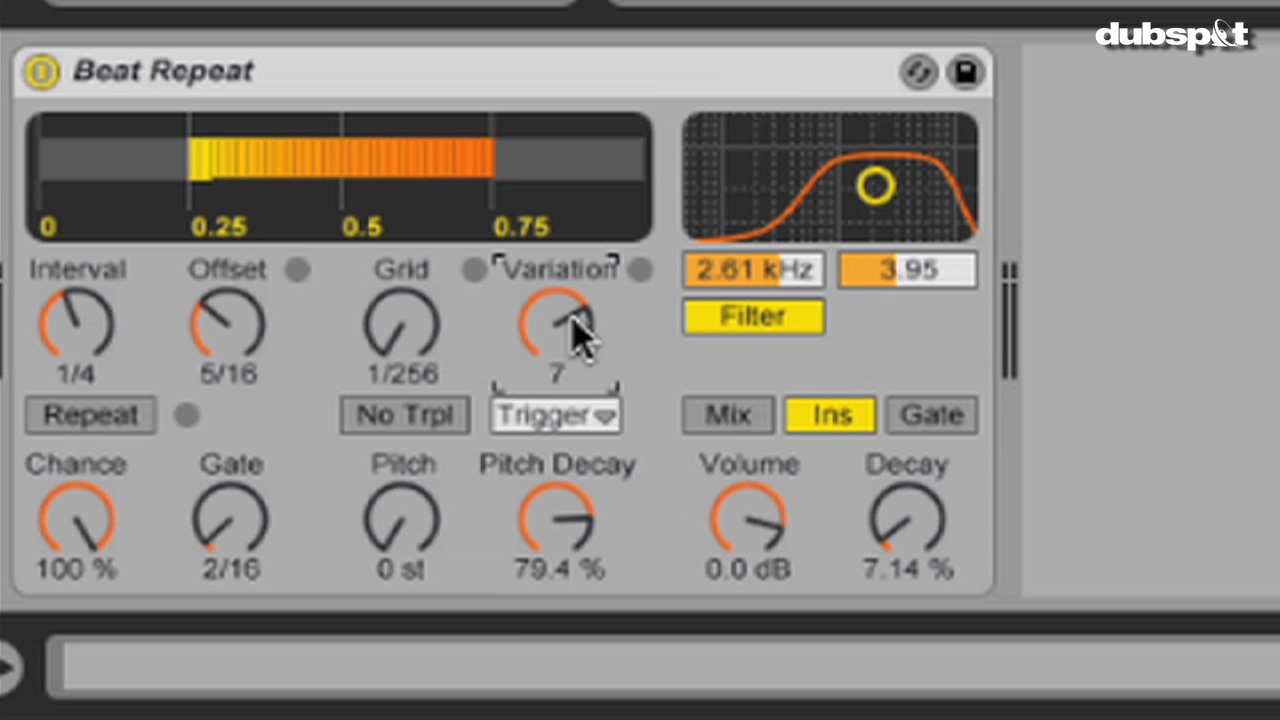 dubspot
Beat Repeat
0 0.25 0.5 0.75
Interval Offset Grid Variation
2.61 kHz 3.95
Filter
1/4 5/16 1/256 7
Repeat No Trpl Trigger Mix Ins Gate
Chance Gate Pitch Pitch Decay Volume Decay
100 % 2/16 0 st 79.4 % 0.0 dB 7.14 %